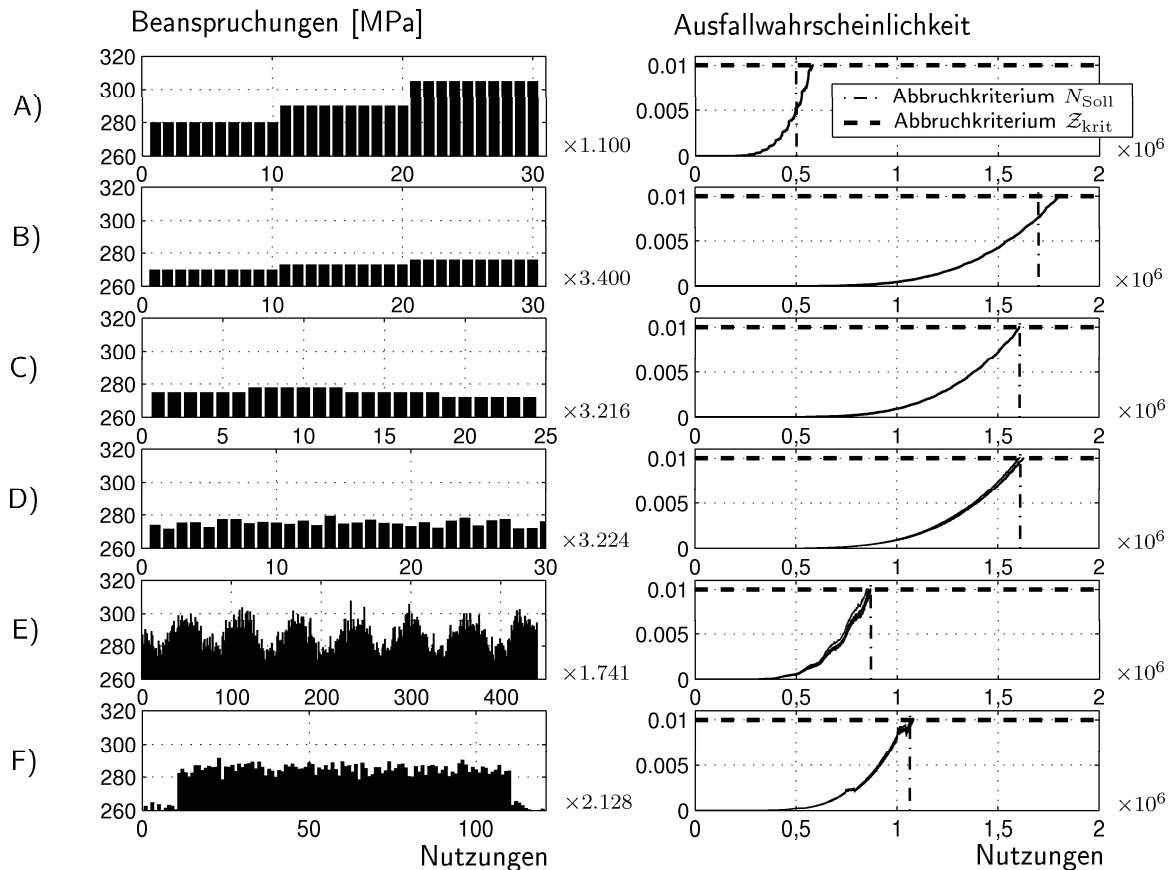 Beanspruchungen [MPa]
Ausfallwahrscheinlichkeit
A)
320
300
280
260
0 10 20 30
×1.100
0.01
0.005
0
0 0,5 1 1,5 2
×10⁶
Abbruchkriterium N_Soll
Abbruchkriterium Z_krit
B)
320
300
280
260
0 10 20 30
×3.400
0.01
0.005
0
0 0,5 1 1,5 2
×10⁶
C)
320
300
280
260
0 5 10 15 20 25
×3.216
0.01
0.005
0
0 0,5 1 1,5 2
×10⁶
D)
320
300
280
260
0 10 20 30
×3.224
0.01
0.005
0
0 0,5 1 1,5 2
×10⁶
E)
320
300
280
260
0 100 200 300 400
×1.741
0.01
0.005
0
0 0,5 1 1,5 2
×10⁶
F)
320
300
280
260
0 50 100
×2.128
0.01
0.005
0
0 0,5 1 1,5 2
×10⁶
Nutzungen
Nutzungen